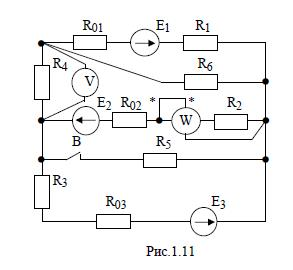 R01 E1 R1
R4 V R6
E2 R02 * * W R2
B R5
R3
R03 E3
Рис.1.11